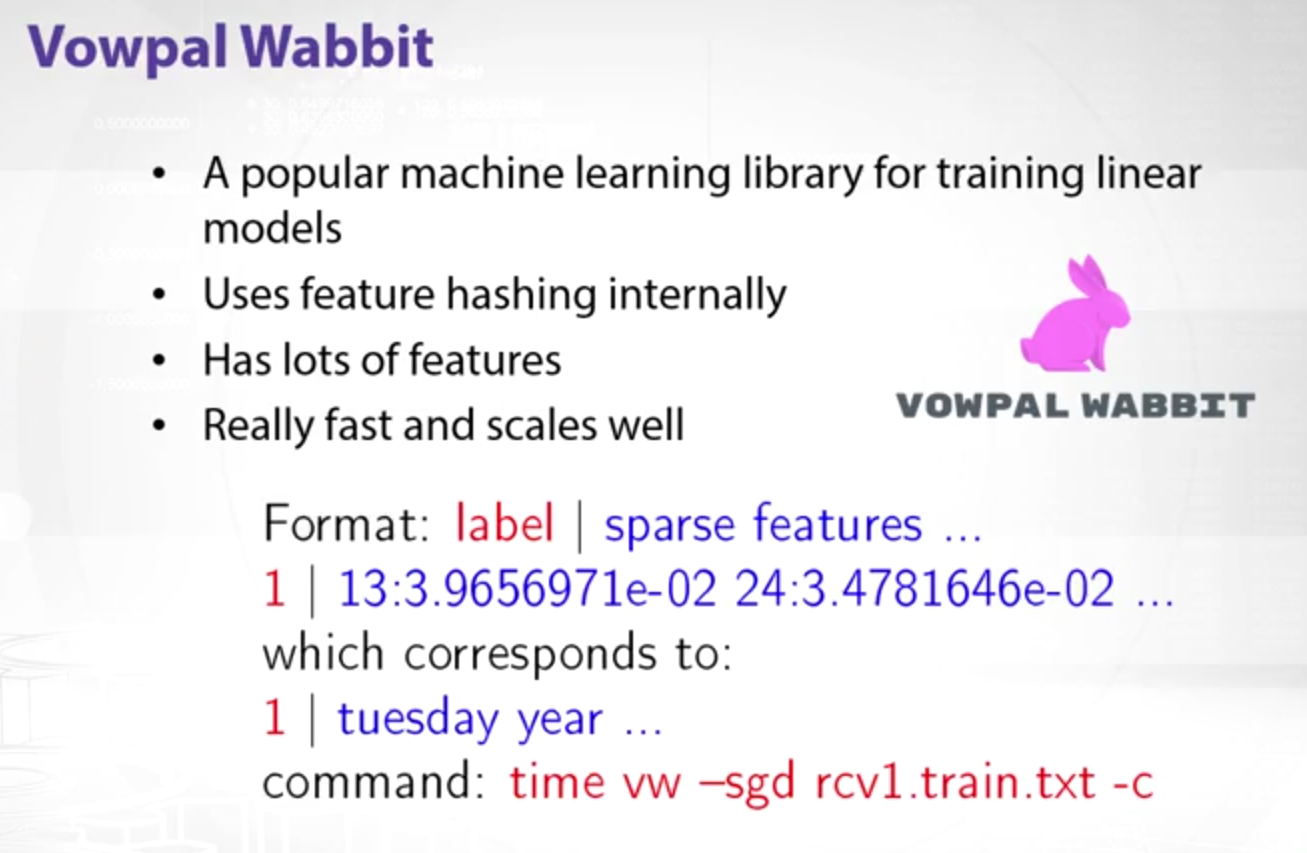 Vowpal Wabbit
• A popular machine learning library for training linear
models
• Uses feature hashing internally
• Has lots of features
• Really fast and scales well
VOWPAL WABBIT
Format: label | sparse features ...
1 | 13:3.9656971e-02 24:3.4781646e-02 ...
which corresponds to:
1 | tuesday year ...
command: time vw –sgd rcv1.train.txt -c